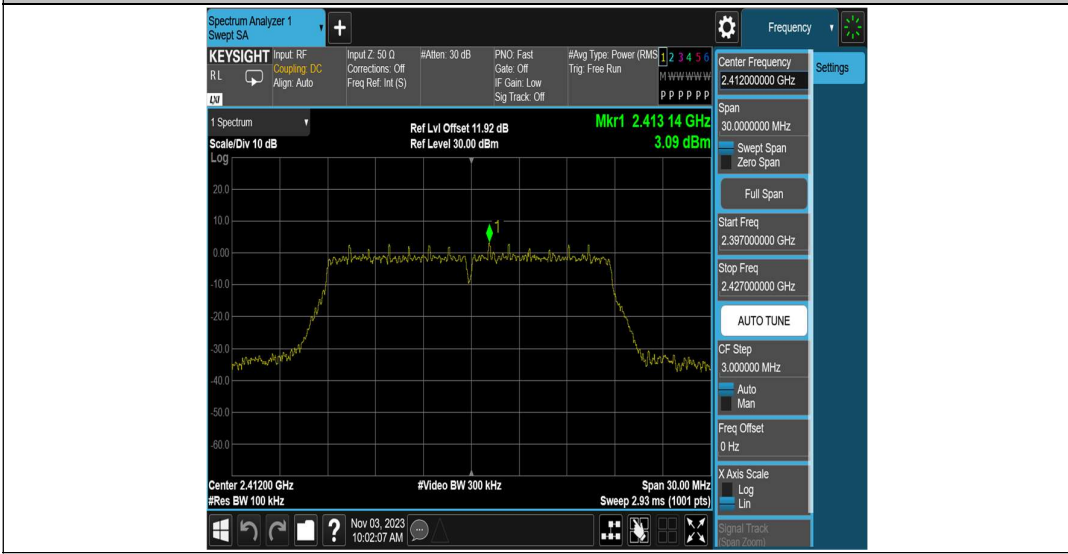 Spectrum Analyzer 1
Swept SA
Frequency
KEYSIGHT
Input: RF
Coupling: DC
Align: Auto
Input Z: 50 Ω
Corrections: Off
Freq Ref: Int (S)
#Atten: 30 dB
PNO: Fast
Gate: Off
IF Gain: Low
Sig Track: Off
#Avg Type: Power (RMS
Trig: Free Run
1 2 3 4 5 6
M W W W W W
P P P P P P
R L
LXI
Center Frequency
2.412000000 GHz
Settings
Span
30.0000000 MHz
Swept Span
Zero Span
Full Span
Start Freq
2.397000000 GHz
Stop Freq
2.427000000 GHz
AUTO TUNE
CF Step
3.000000 MHz
Auto
Man
Freq Offset
0 Hz
X Axis Scale
Log
Lin
Signal Track
(Span Zoom)
1 Spectrum
Scale/Div 10 dB
Log
Ref Lvl Offset 11.92 dB
Ref Level 30.00 dBm
Mkr1 2.413 14 GHz
3.09 dBm
1
20.0
10.0
0.00
-10.0
-20.0
-30.0
-40.0
-50.0
-60.0
Center 2.41200 GHz
#Res BW 100 kHz
#Video BW 300 kHz
Span 30.00 MHz
Sweep 2.93 ms (1001 pts)
?
Nov 03, 2023
10:02:07 AM